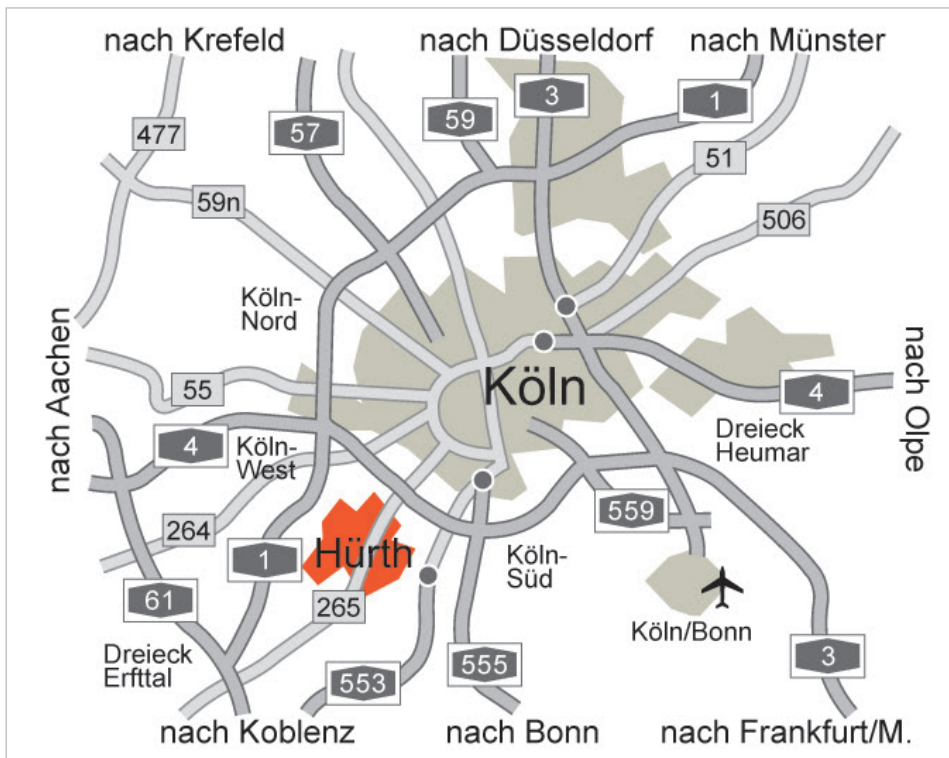 nach Krefeld
nach Düsseldorf
nach Münster
3
1
59
57
477
51
59n
506
Köln-
Nord
nach Aachen
nach Olpe
55
Köln
4
4
Dreieck
Heumar
Köln-
West
264
559
1
Hürth
Köln-
Süd
61
265
Köln/Bonn
Dreieck
Erfttal
553
555
3
nach Koblenz
nach Bonn
nach Frankfurt/M.